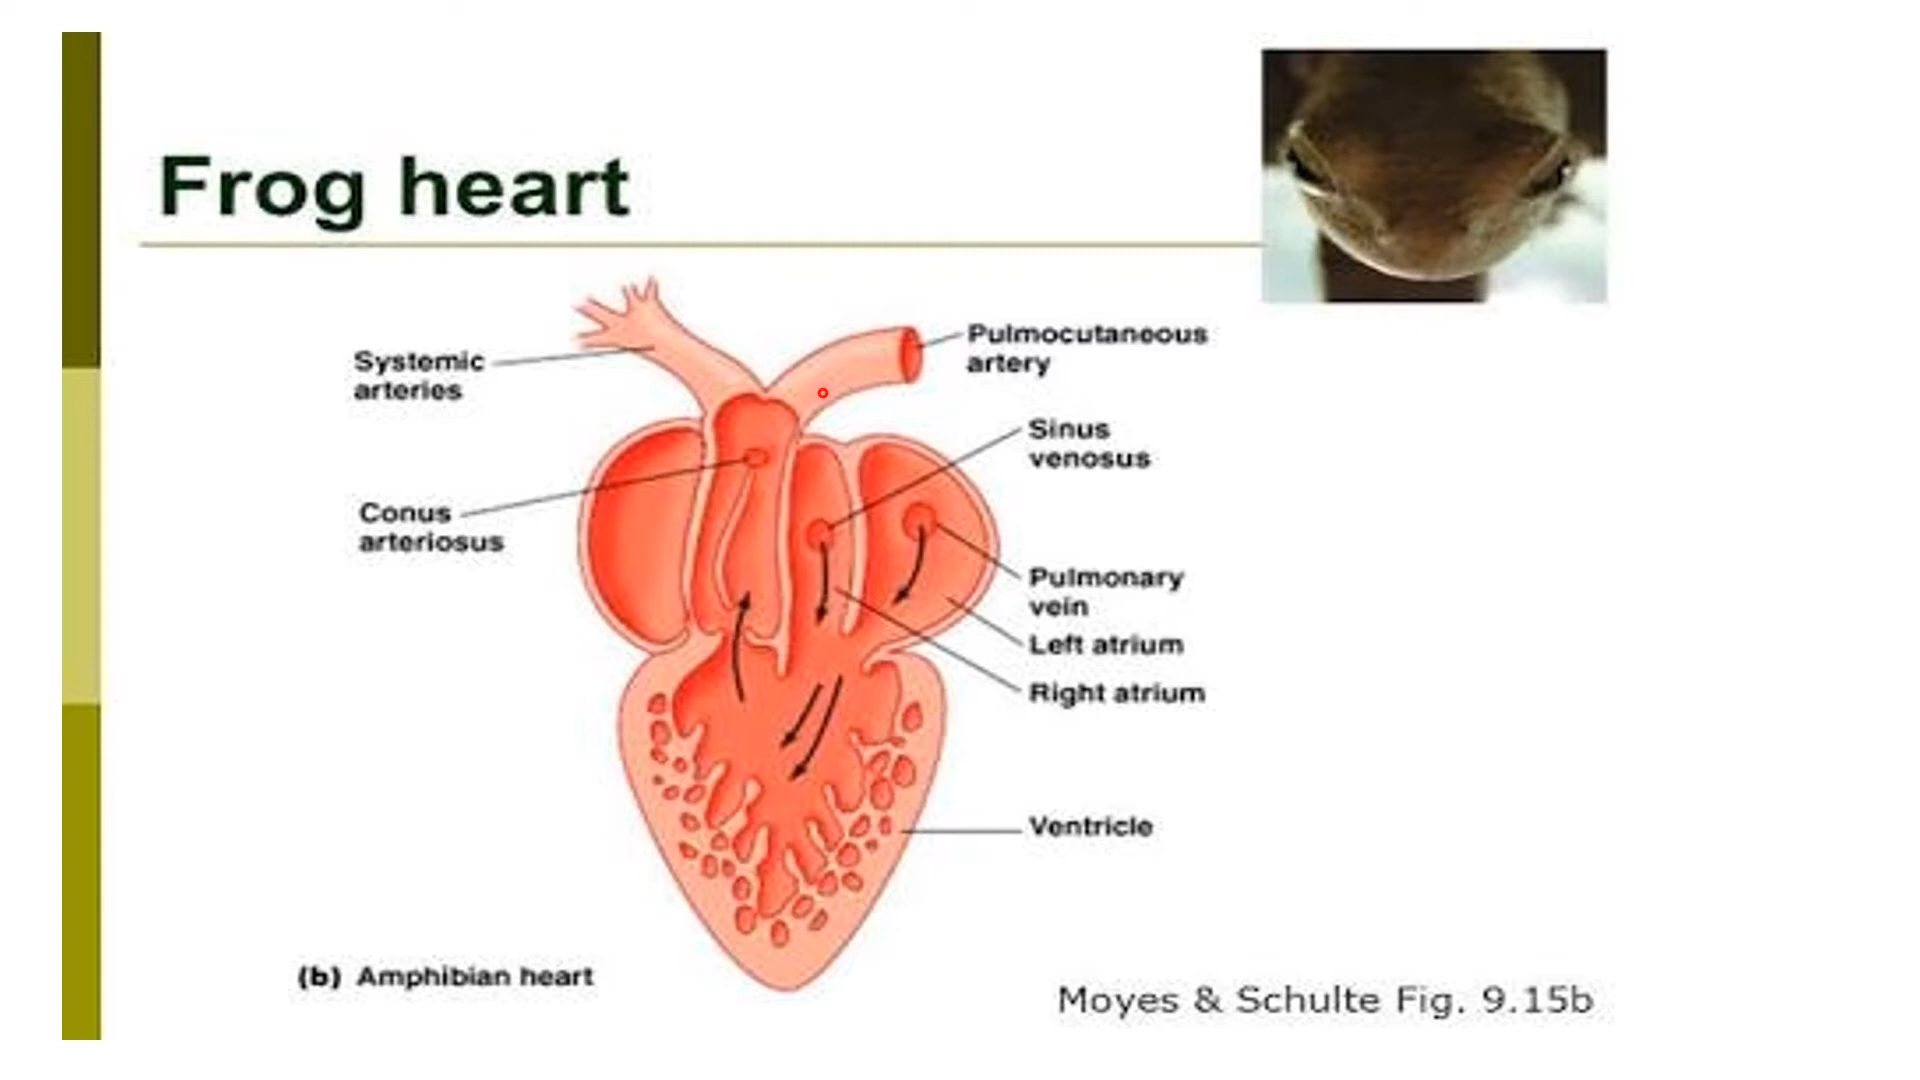 Frog heart
Systemic
arteries
Pulmocutaneous
artery
Sinus
venosus
Conus
arteriosus
Pulmonary
vein
Left atrium
Right atrium
Ventricle
(b) Amphibian heart
Moyes & Schulte Fig. 9.15b